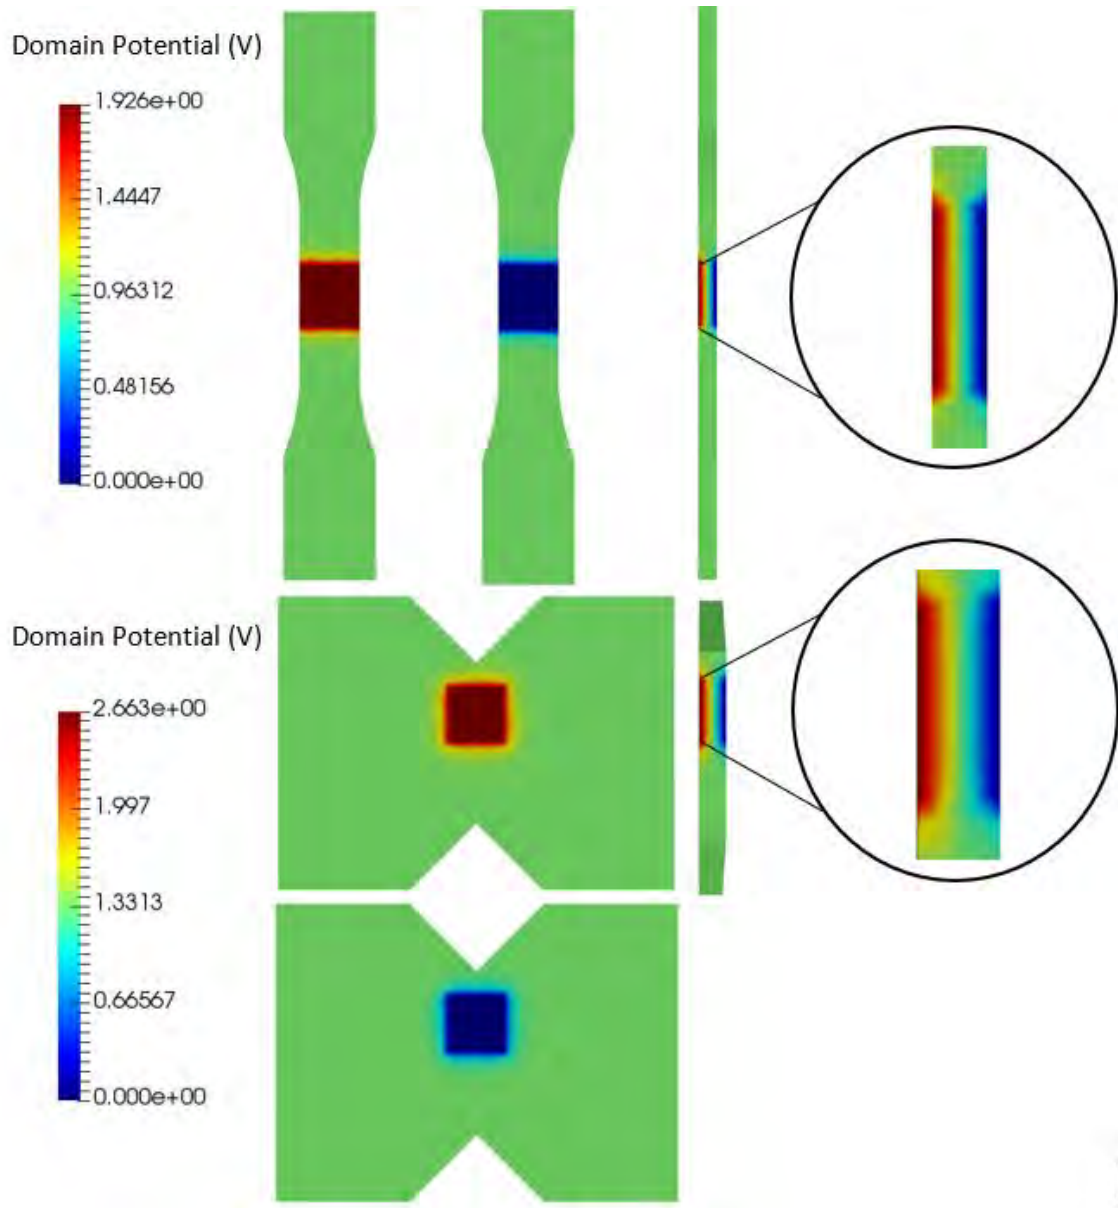 Domain Potential (V)
1.926e+00
1.4447
0.96312
0.48156
0.000e+00
Domain Potential (V)
2.663e+00
1.997
1.3313
0.66567
0.000e+00